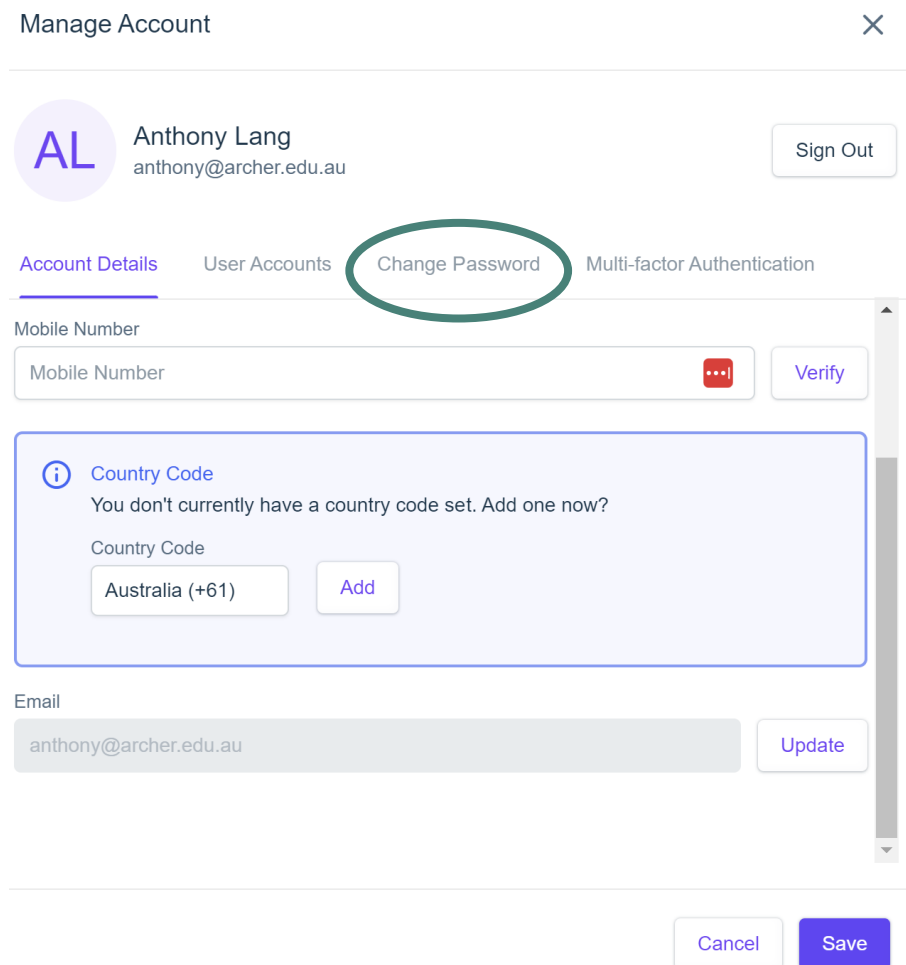 Manage Account
AL
Anthony Lang
anthony@archer.edu.au
Sign Out
Account Details User Accounts Change Password Multi-factor Authentication
Mobile Number
Mobile Number
Verify
Country Code
You don't currently have a country code set. Add one now?
Country Code
Australia (+61)
Add
Email
anthony@archer.edu.au
Update
Cancel Save